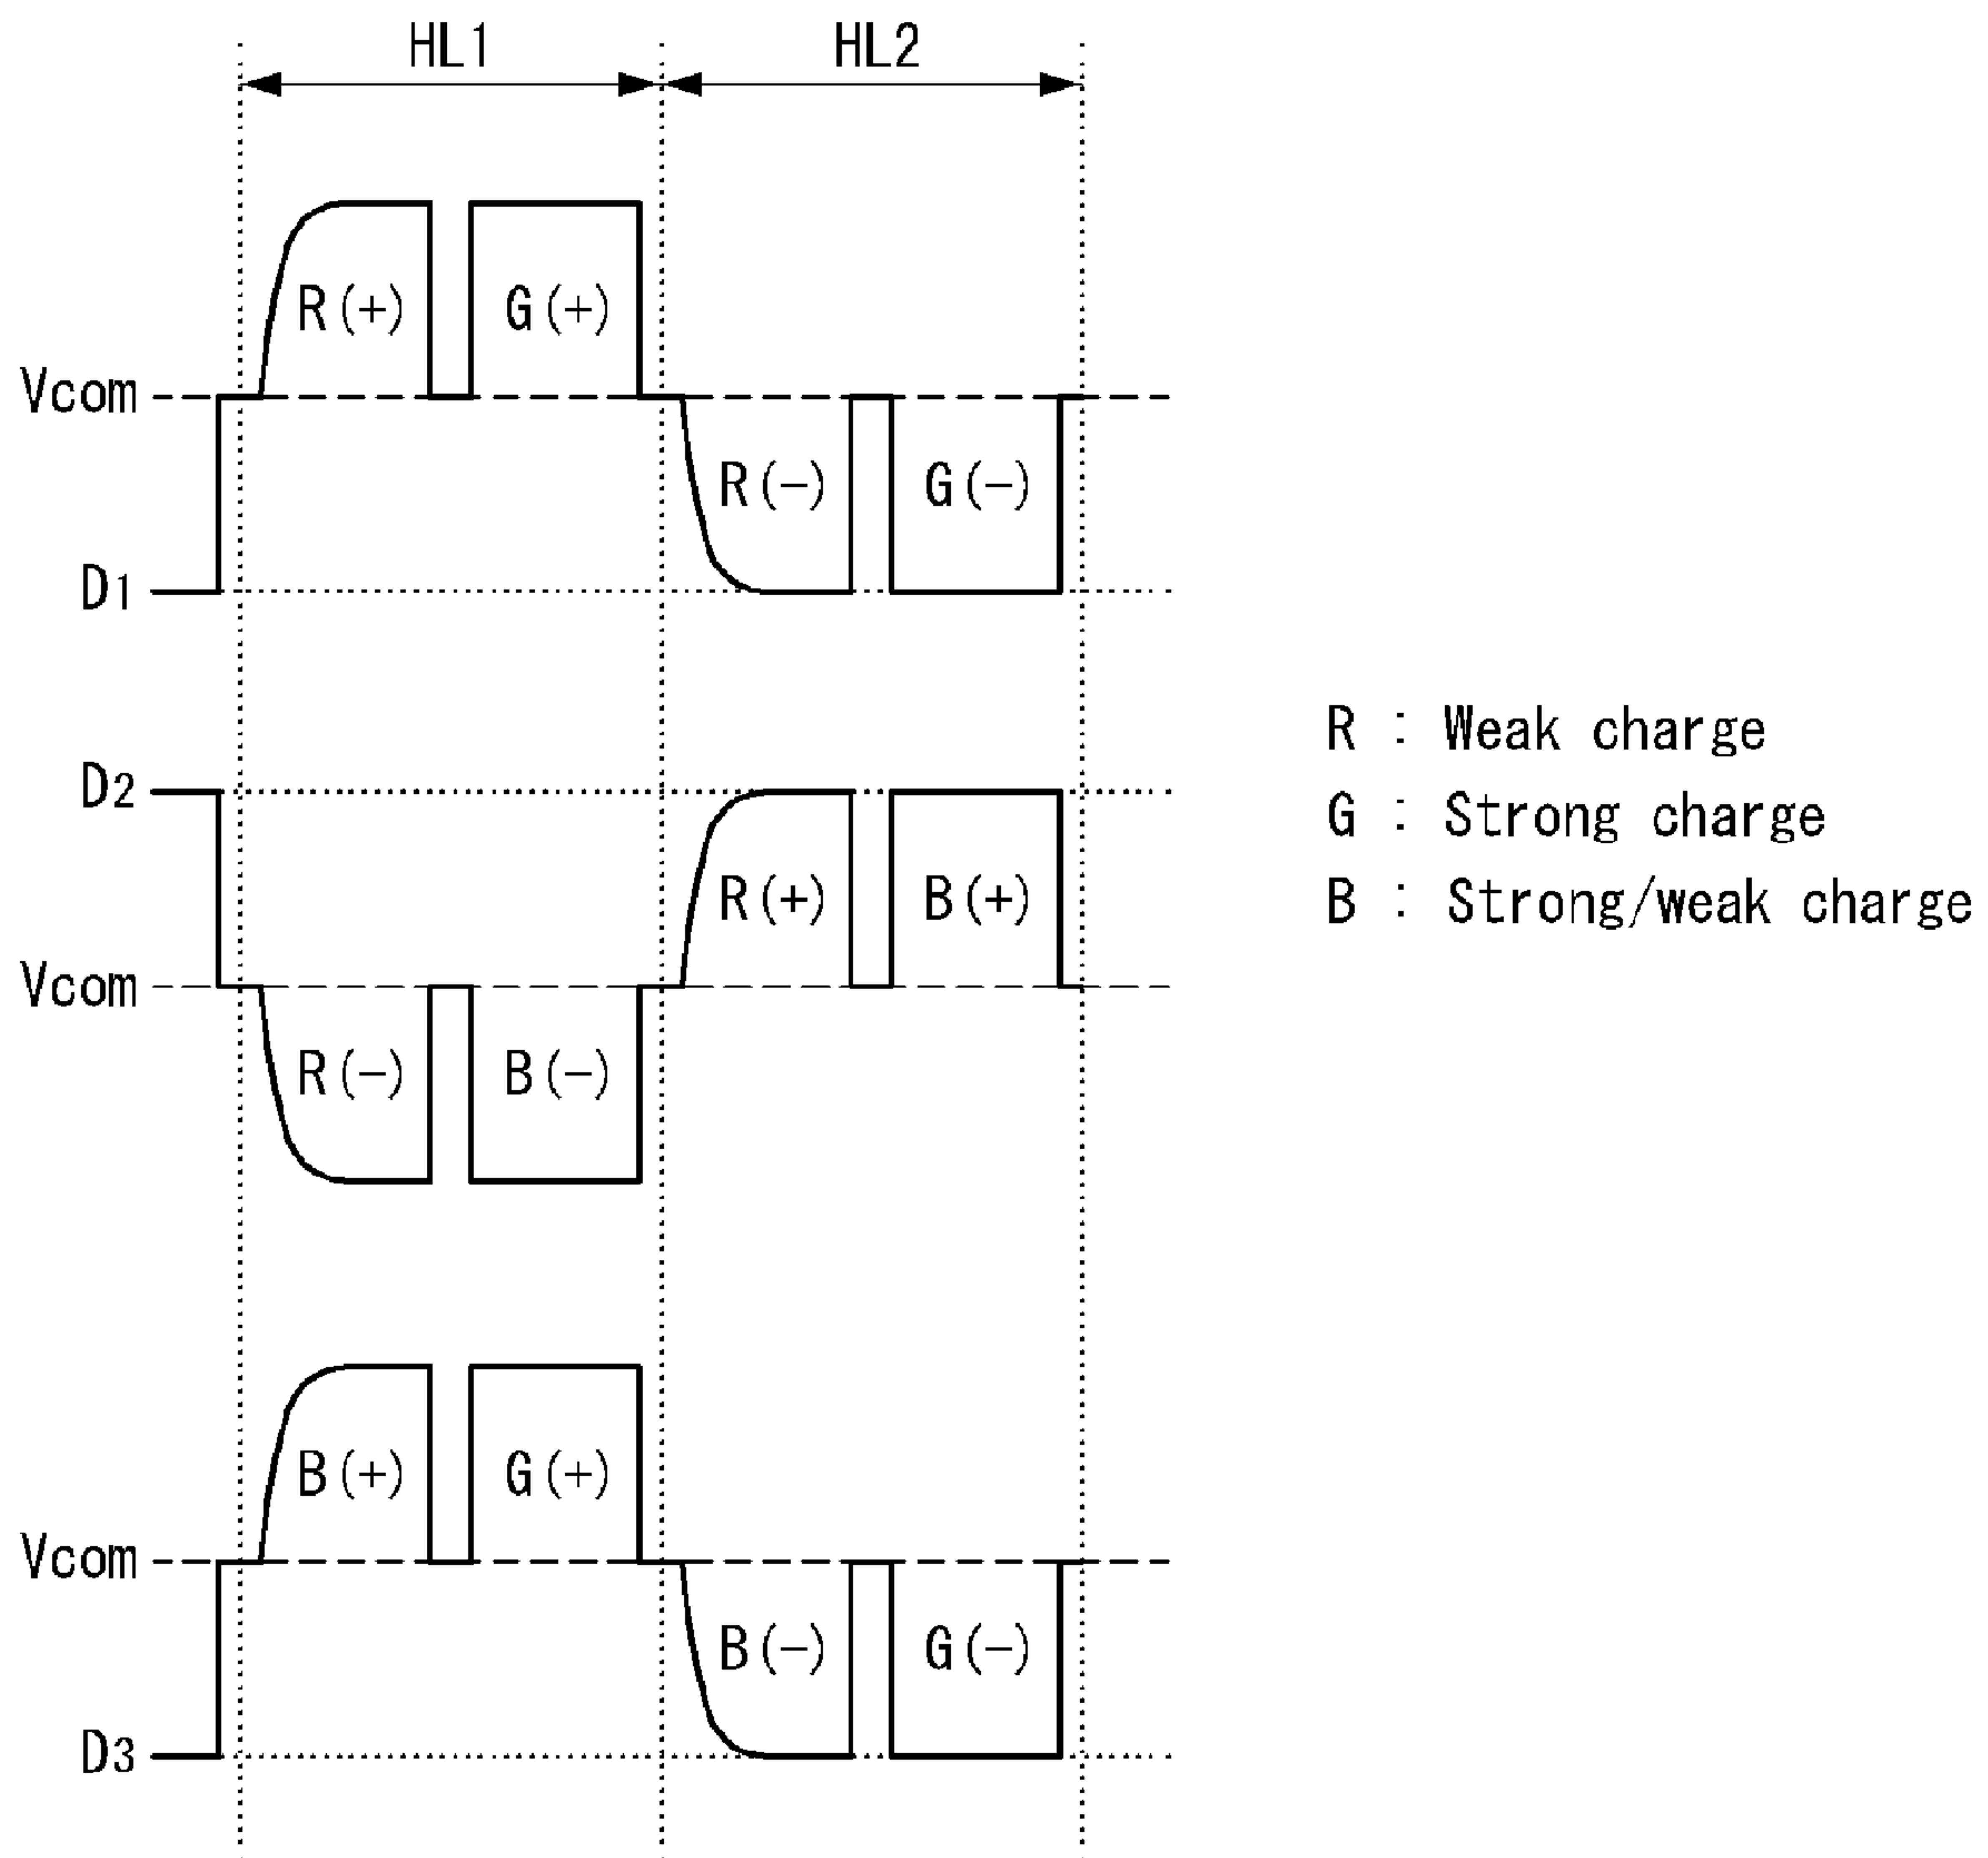 HL1 HL2
R(+) G(+)
Vcom
R(-) G(-)
D1
R : Weak charge
D2
G : Strong charge
R(+) B(+)
B : Strong/weak charge
Vcom
R(-) B(-)
B(+) G(+)
Vcom
B(-) G(-)
D3